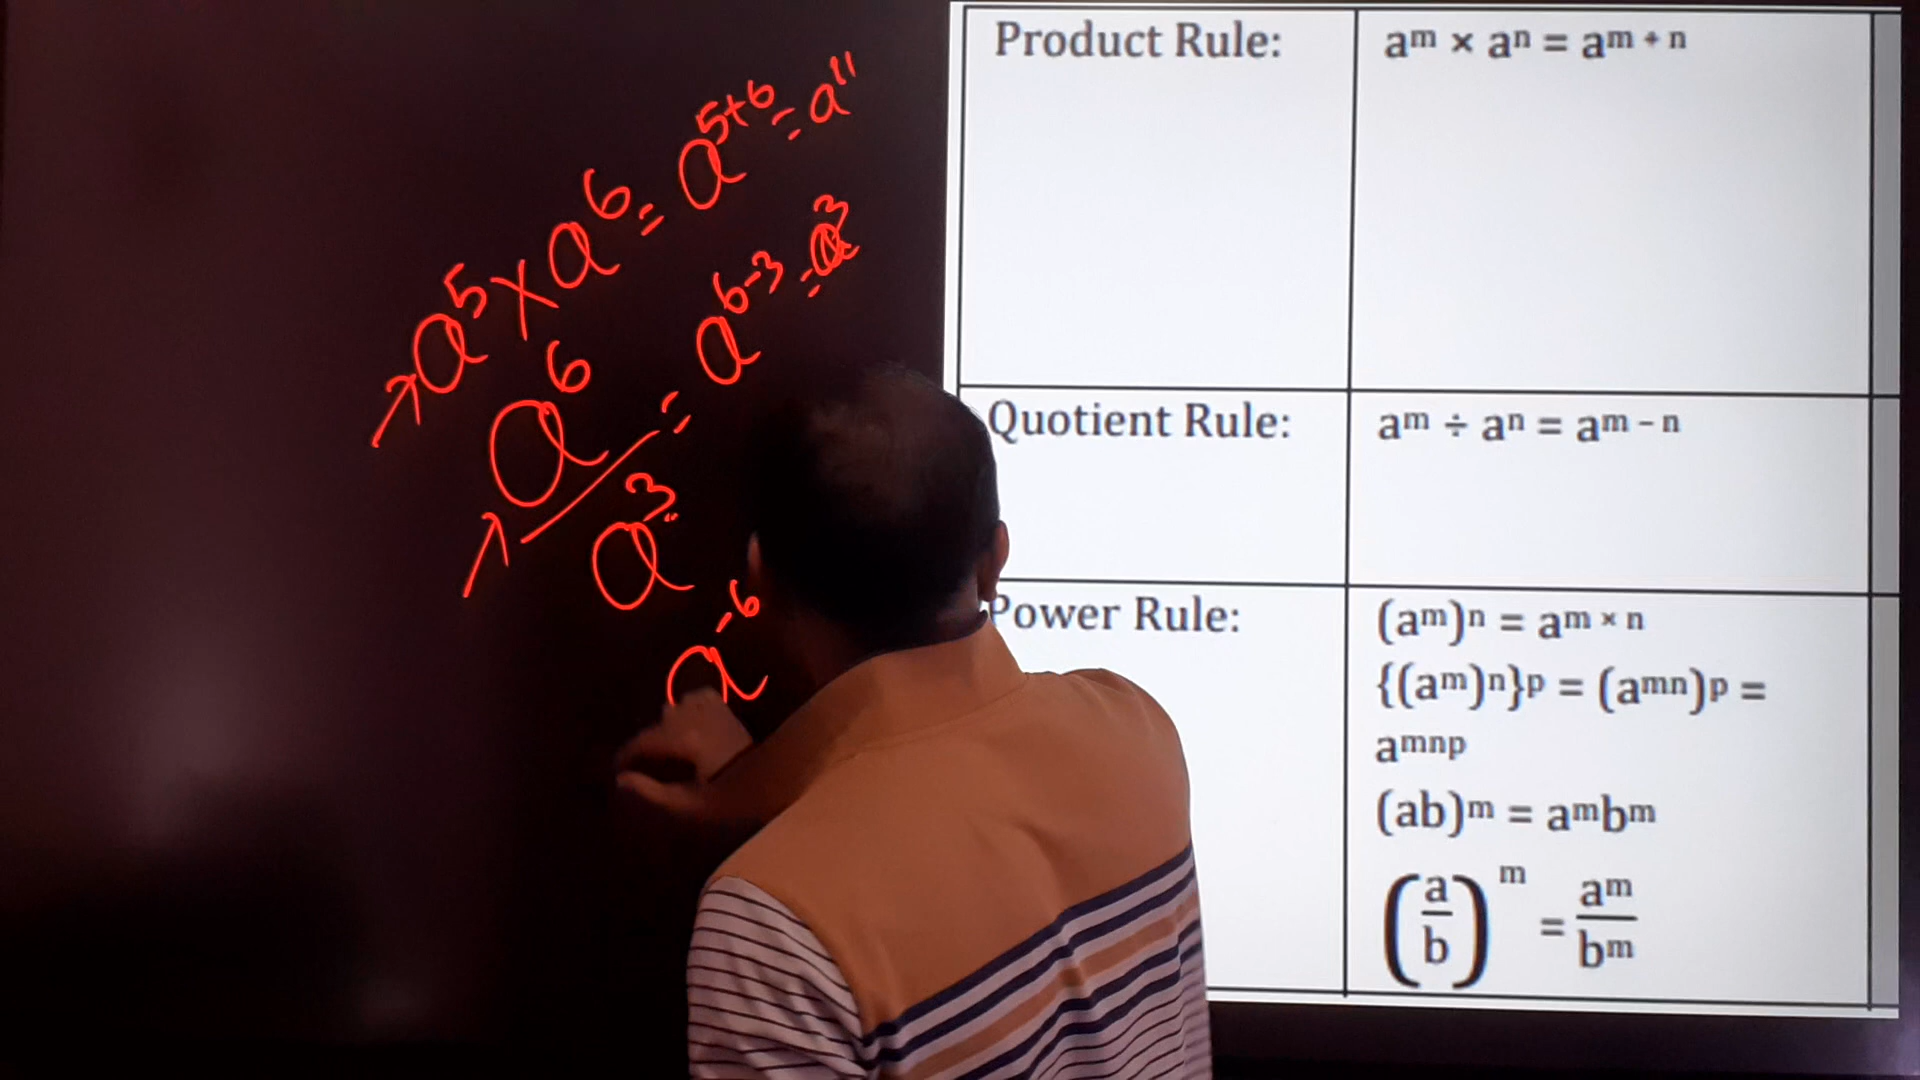 a⁵ × a⁶ = a⁵⁺⁶ = a¹¹
a⁶/a³ = a⁶⁻³ = a³
a⁻⁶
Product Rule: aᵐ × aⁿ = aᵐ ⁺ ⁿ
Quotient Rule: aᵐ ÷ aⁿ = aᵐ ⁻ ⁿ
Power Rule: (aᵐ)ⁿ = aᵐ ˣ ⁿ
{(aᵐ)ⁿ}ᵖ = (aᵐⁿ)ᵖ =
aᵐⁿᵖ
(ab)ᵐ = aᵐbᵐ
(a/b)ᵐ = aᵐ/bᵐ